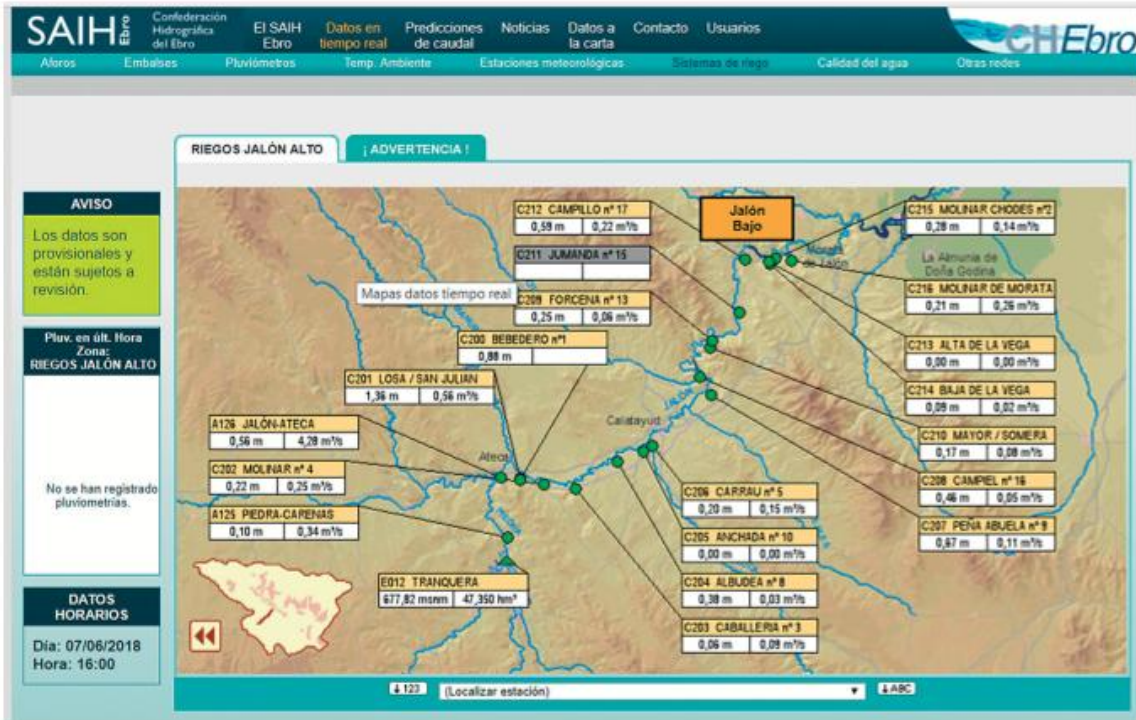 SAIH Ebro
Confederación
Hidrográfica
del Ebro
El SAIH
Ebro
Datos en
tiempo real
Predicciones
de caudal
Noticias
Datos a
la carta
Contacto
Usuarios
CHEbro
Aforos
Embalses
Pluviómetros
Temp. Ambiente
Estaciones meteorológicas
Sistemas de riego
Calidad del agua
Otras redes
RIEGOS JALÓN ALTO
¡ ADVERTENCIA !
AVISO
Los datos son
provisionales y
están sujetos a
revisión.
Pluv. en últ. Hora
Zona:
RIEGOS JALÓN ALTO
No se han registrado
pluviometrías.
DATOS
HORARIOS
Día: 07/06/2018
Hora: 16:00
C212 CAMPILLO nº 17
0,59 m 0,22 m³/s
C211 JUMANDA nº 15
Mapas datos tiempo real
C209 FORCENA nº 13
0,25 m 0,06 m³/s
C200 BEBEDERO nº1
0,88 m
C201 LOSA / SAN JULIAN
1,36 m 0,56 m³/s
A126 JALÓN-ATECA
0,56 m 4,28 m³/s
C202 MOLINAR nº 4
0,22 m 0,25 m³/s
A125 PIEDRA-CARENAS
0,10 m 0,34 m³/s
E012 TRANQUERA
677,82 msnm 47,350 hm³
Jalón
Bajo
Morata
de Jalón
La Almunia de
Doña Godina
Calatayud
Ateca
JALÓN
C215 MOLINAR CHODES nº2
0,28 m 0,14 m³/s
C216 MOLINAR DE MORATA
0,21 m 0,26 m³/s
C213 ALTA DE LA VEGA
0,00 m 0,00 m³/s
C214 BAJA DE LA VEGA
0,09 m 0,02 m³/s
C210 MAYOR / SOMERA
0,17 m 0,08 m³/s
C208 CAMPIEL nº 16
0,46 m 0,05 m³/s
C207 PEÑA ABUELA nº 9
0,67 m 0,11 m³/s
C206 CARRAU nº 5
0,20 m 0,15 m³/s
C205 ANCHADA nº 10
0,00 m 0,00 m³/s
C204 ALBUDEA nº 8
0,38 m 0,03 m³/s
C203 CABALLERIA nº 3
0,06 m 0,09 m³/s
↓123
(Localizar estación)
↓ABC